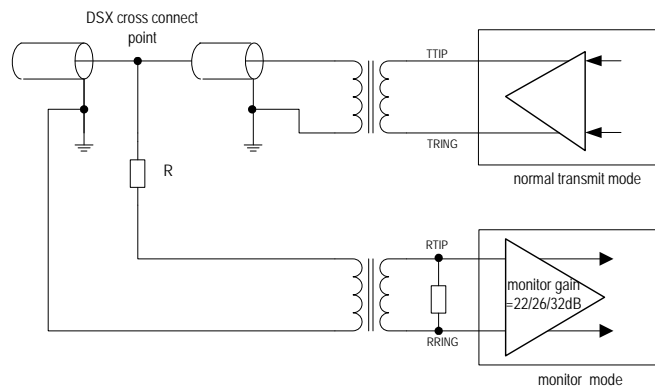 DSX cross connect
point
TTIP
TRING
normal transmit mode
R
RTIP
monitor gain
=22/26/32dB
RRING
monitor mode